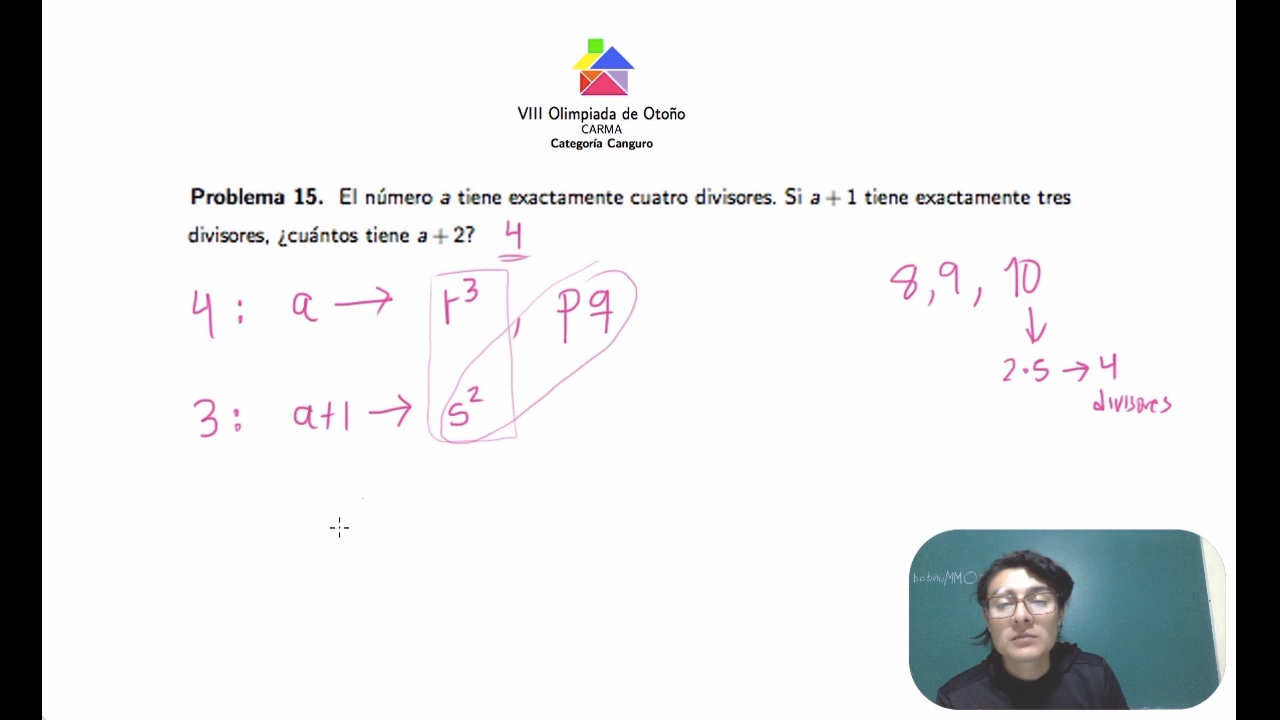 VIII Olimpiada de Otoño
CARMA
Categoría Canguro
Problema 15. El número a tiene exactamente cuatro divisores. Si a + 1 tiene exactamente tres
divisores, ¿cuántos tiene a + 2? 4
4 : a → r³ , pq
3 : a+1 → s²
8, 9, 10
↓
2·5 → 4
divisores